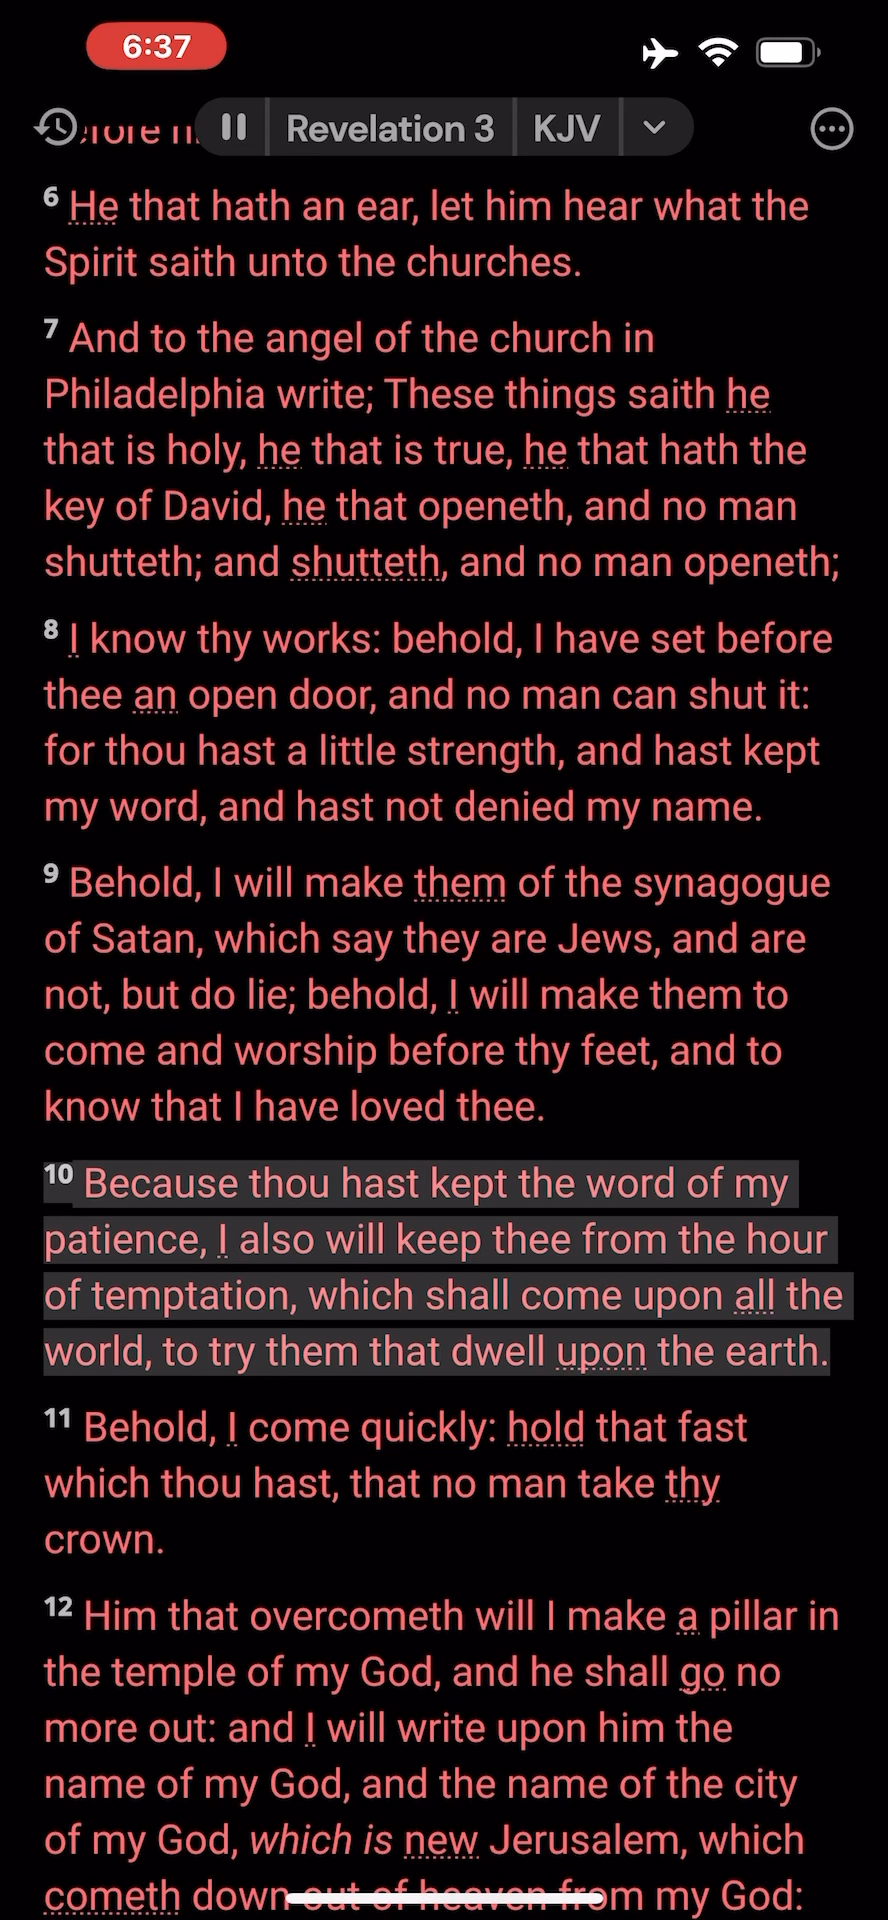 6:37
Revelation 3 KJV
6 He that hath an ear, let him hear what the
Spirit saith unto the churches.
7 And to the angel of the church in
Philadelphia write; These things saith he
that is holy, he that is true, he that hath the
key of David, he that openeth, and no man
shutteth; and shutteth, and no man openeth;
8 I know thy works: behold, I have set before
thee an open door, and no man can shut it:
for thou hast a little strength, and hast kept
my word, and hast not denied my name.
9 Behold, I will make them of the synagogue
of Satan, which say they are Jews, and are
not, but do lie; behold, I will make them to
come and worship before thy feet, and to
know that I have loved thee.
10 Because thou hast kept the word of my
patience, I also will keep thee from the hour
of temptation, which shall come upon all the
world, to try them that dwell upon the earth.
11 Behold, I come quickly: hold that fast
which thou hast, that no man take thy
crown.
12 Him that overcometh will I make a pillar in
the temple of my God, and he shall go no
more out: and I will write upon him the
name of my God, and the name of the city
of my God, which is new Jerusalem, which
cometh down out of heaven from my God: